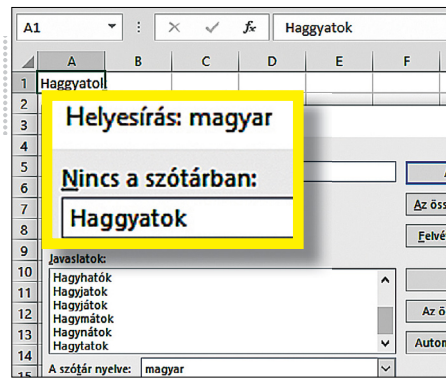 A1 fx Haggyatok
A B C D E F
1 Haggyatok
2
3
4
5
6
7
8
9
10
11
12
13
14
15
Helyesírás: magyar
Nincs a szótárban:
Haggyatok
Az öss
Felvé
Javaslatok:
Hagyhatók
Hagyjatok
Hagyjátok
Hagymátok
Hagynátok
Hagytatok
Az ö
Autom
A szótár nyelve: magyar